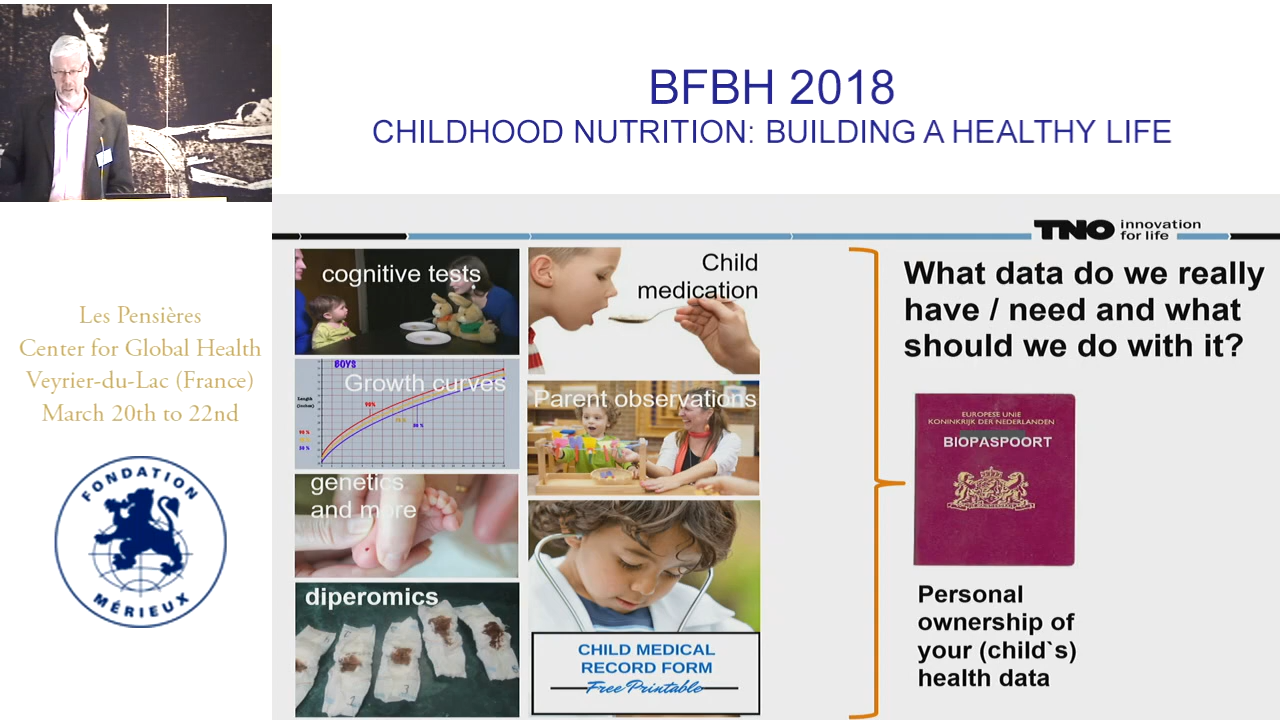 BFBH 2018
CHILDHOOD NUTRITION: BUILDING A HEALTHY LIFE
Les Pensières
Center for Global Health
Veyrier-du-Lac (France)
March 20th to 22nd
FONDATION
MÉRIEUX
TNO innovation
for life
cognitive tests
BOYS
Growth curves
Length
90%
genetics
and more
diperomics
Child
medication
Parent observations
CHILD MEDICAL
RECORD FORM
Free Printable
What data do we really
have / need and what
should we do with it?
EUROPESE UNIE
KONINKRIJK DER NEDERLANDEN
BIOPASPOORT
Personal
ownership of
your (child`s)
health data